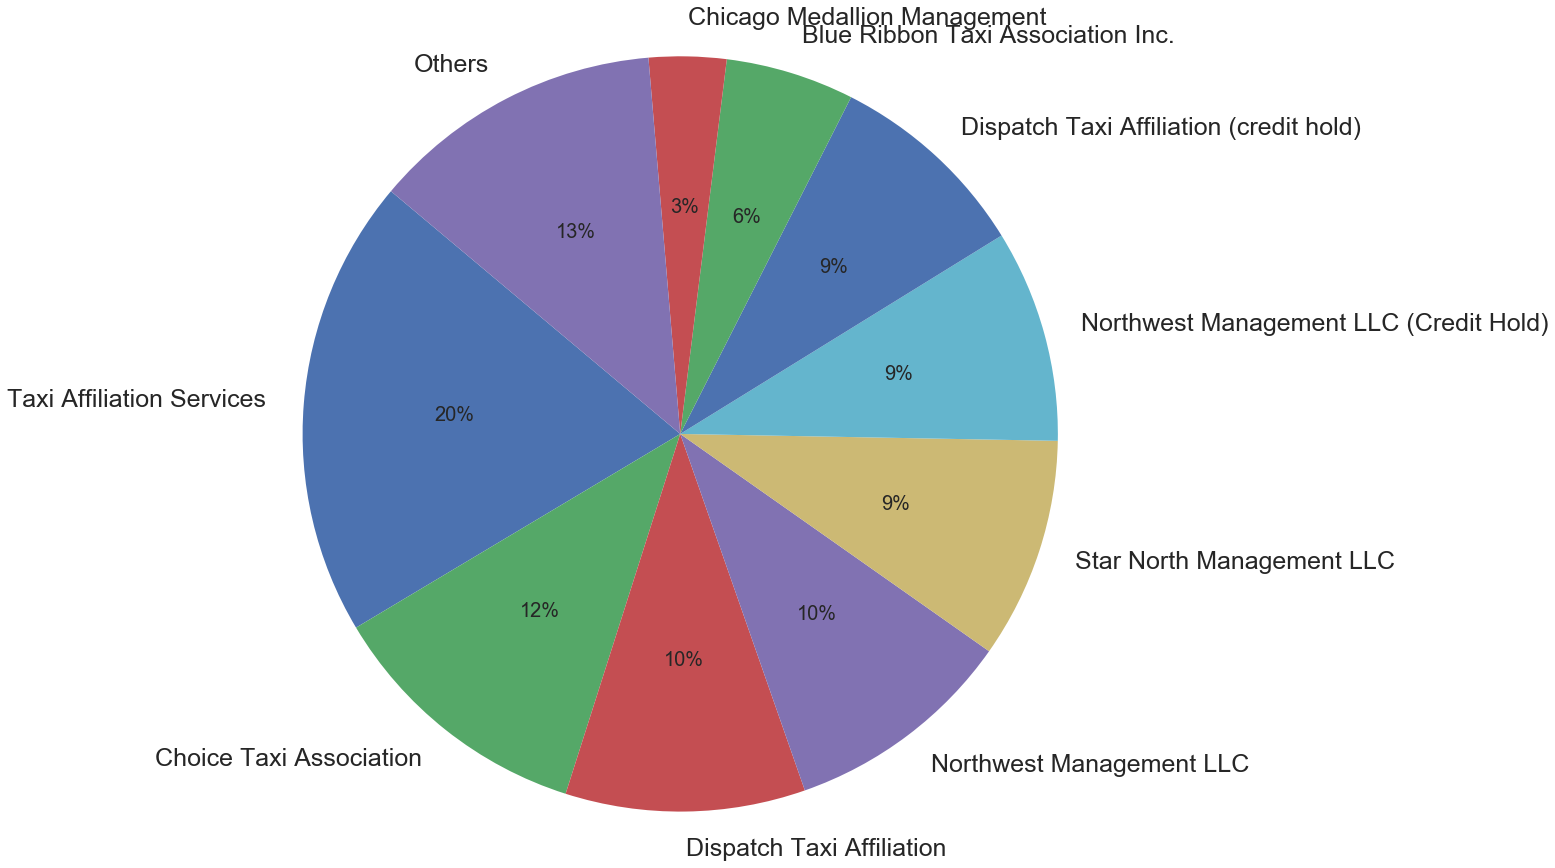 Chicago Medallion Management
Blue Ribbon Taxi Association Inc.
Others
Dispatch Taxi Affiliation (credit hold)
3%
6%
13%
9%
Northwest Management LLC (Credit Hold)
9%
Taxi Affiliation Services
20%
9%
Star North Management LLC
12%
10%
10%
Choice Taxi Association
Northwest Management LLC
Dispatch Taxi Affiliation